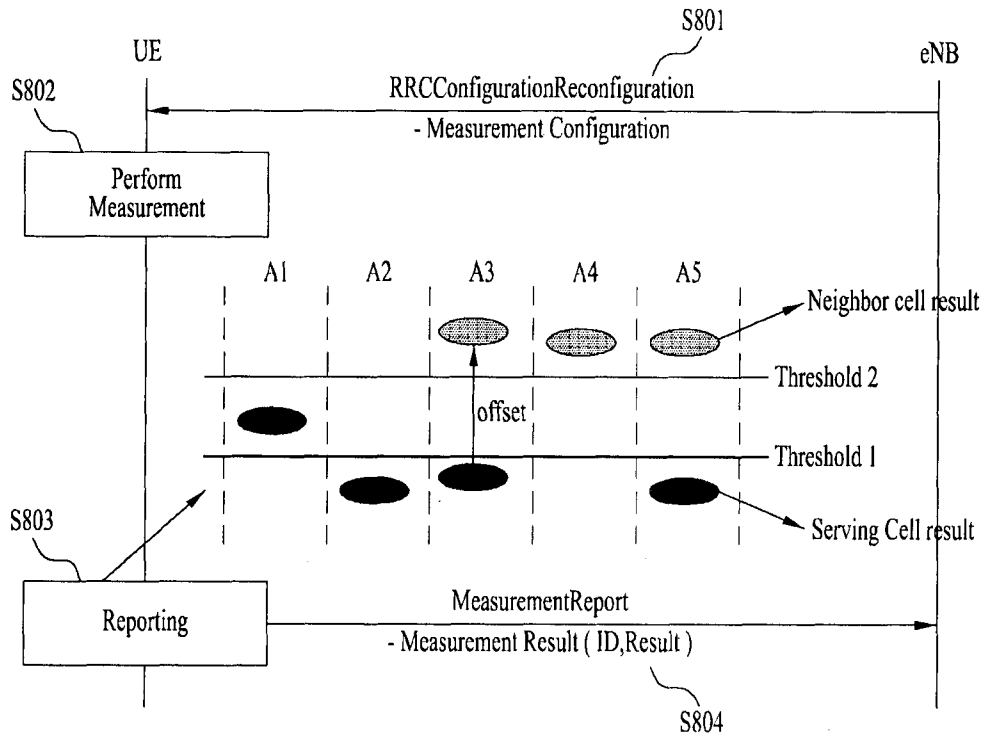 S801
UE
eNB
S802
RRCConfigurationReconfiguration
- Measurement Configuration
Perform
Measurement
A1 A2 A3 A4 A5
Neighbor cell result
Threshold 2
offset
Threshold 1
S803
Serving Cell result
Reporting
MeasurementReport
- Measurement Result ( ID,Result )
S804